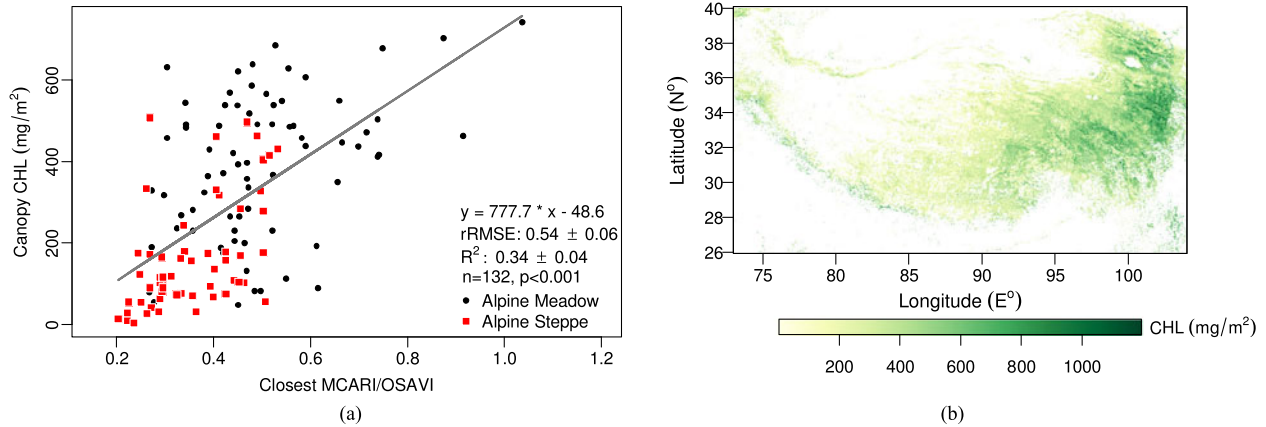 Canopy CHL (mg/m²)
600
400
200
0
y = 777.7 * x - 48.6
rRMSE: 0.54 ± 0.06
R² : 0.34 ± 0.04
n=132, p<0.001
Alpine Meadow
Alpine Steppe
0.2 0.4 0.6 0.8 1.0 1.2
Closest MCARI/OSAVI
(a)
Latitude (Nº)
40
38
36
34
32
30
28
26
75 80 85 90 95 100
Longitude (Eº)
CHL (mg/m²)
200 400 600 800 1000
(b)